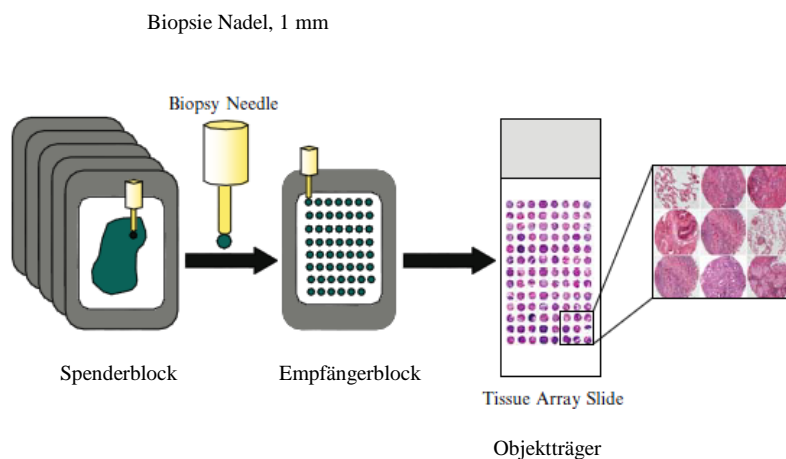 Biopsie Nadel, 1 mm
Biopsy Needle
Spenderblock
Empfängerblock
Tissue Array Slide
Objektträger